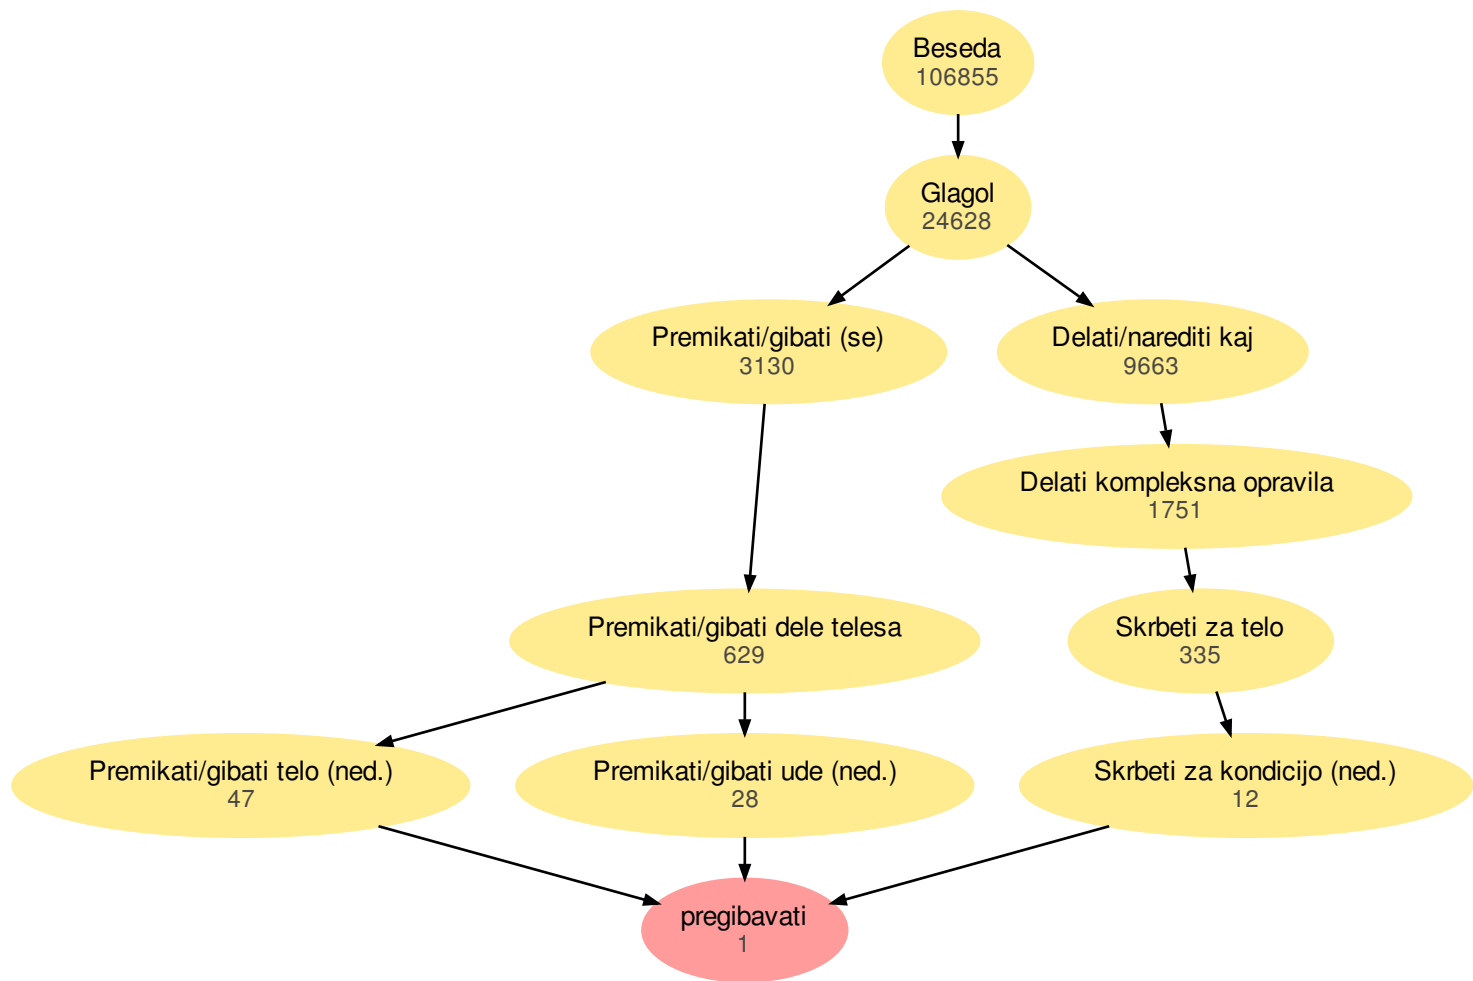 Beseda
106855
Glagol
24628
Premikati/gibati (se)
3130
Delati/narediti kaj
9663
Delati kompleksna opravila
1751
Premikati/gibati dele telesa
629
Skrbeti za telo
335
Premikati/gibati telo (ned.)
47
Premikati/gibati ude (ned.)
28
Skrbeti za kondicijo (ned.)
12
pregibavati
1